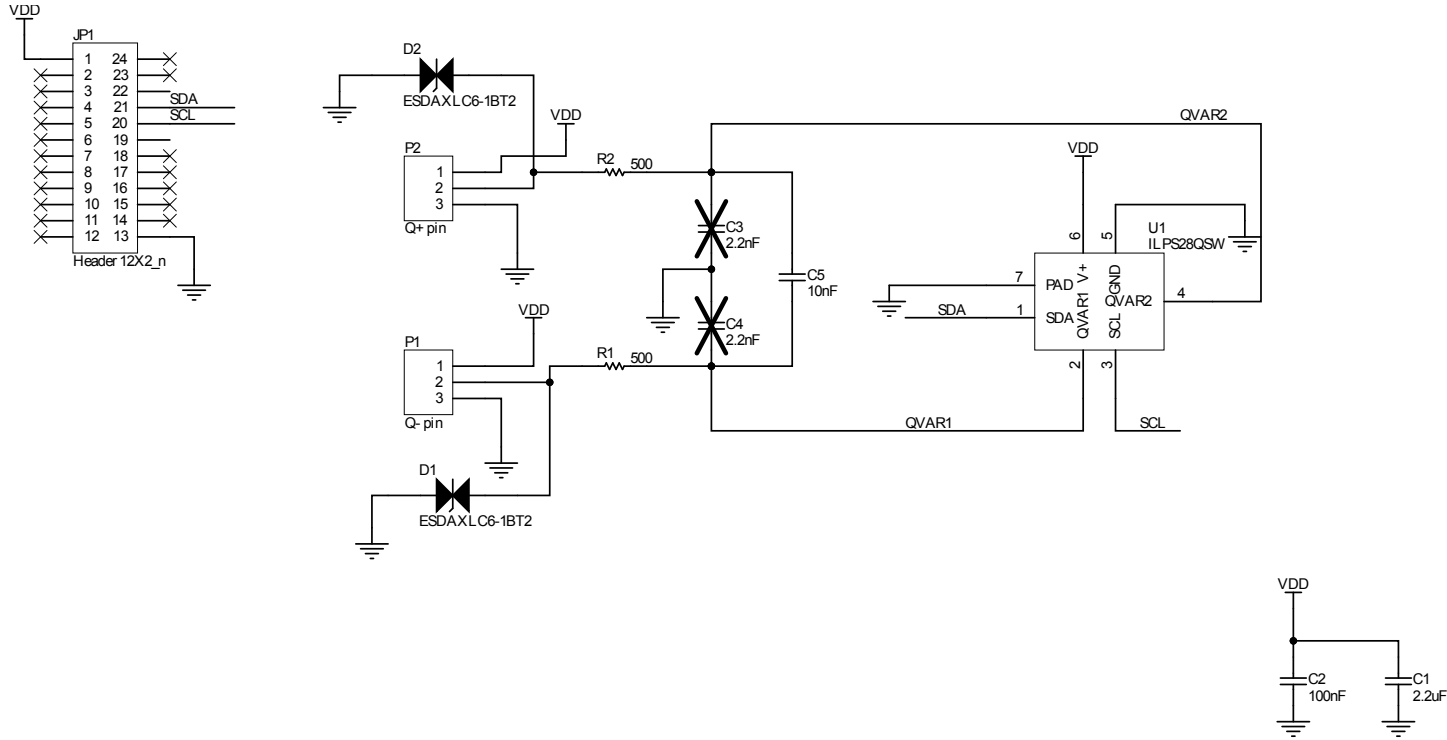 VDD
JP1
1 24
2 23
3 22
4 21
5 20
6 19
7 18
8 17
9 16
10 15
11 14
12 13
Header 12X2_n
SDA
SCL
D2
ESDAXLC6-1BT2
VDD
P2
1
2
3
Q+ pin
R2 500
VDD
P1
1
2
3
Q- pin
R1 500
D1
ESDAXLC6-1BT2
C3
2.2nF
C4
2.2nF
C5
10nF
QVAR2
QVAR1
VDD
U1
ILPS28QSW
6
5
7
PAD
V+
GND
1
SDA
SDA
QVAR1
SCL
QVAR2
4
2
3
SCL
VDD
C2
100nF
C1
2.2uF